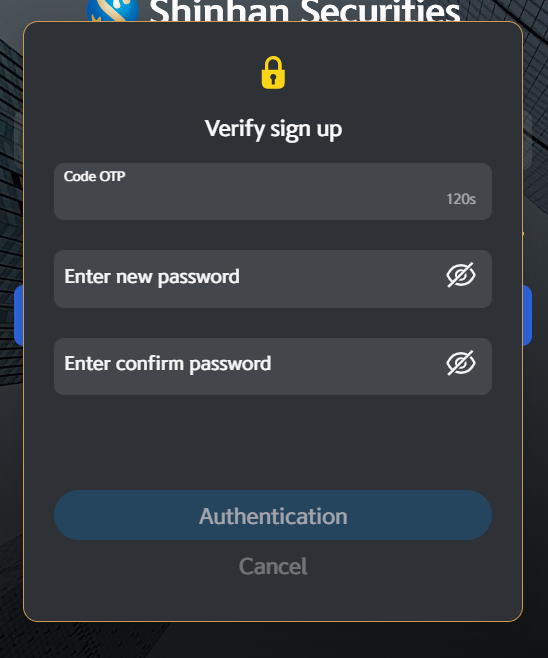 Shinhan Securities
Verify sign up
Code OTP
120s
Enter new password
Enter confirm password
Authentication
Cancel